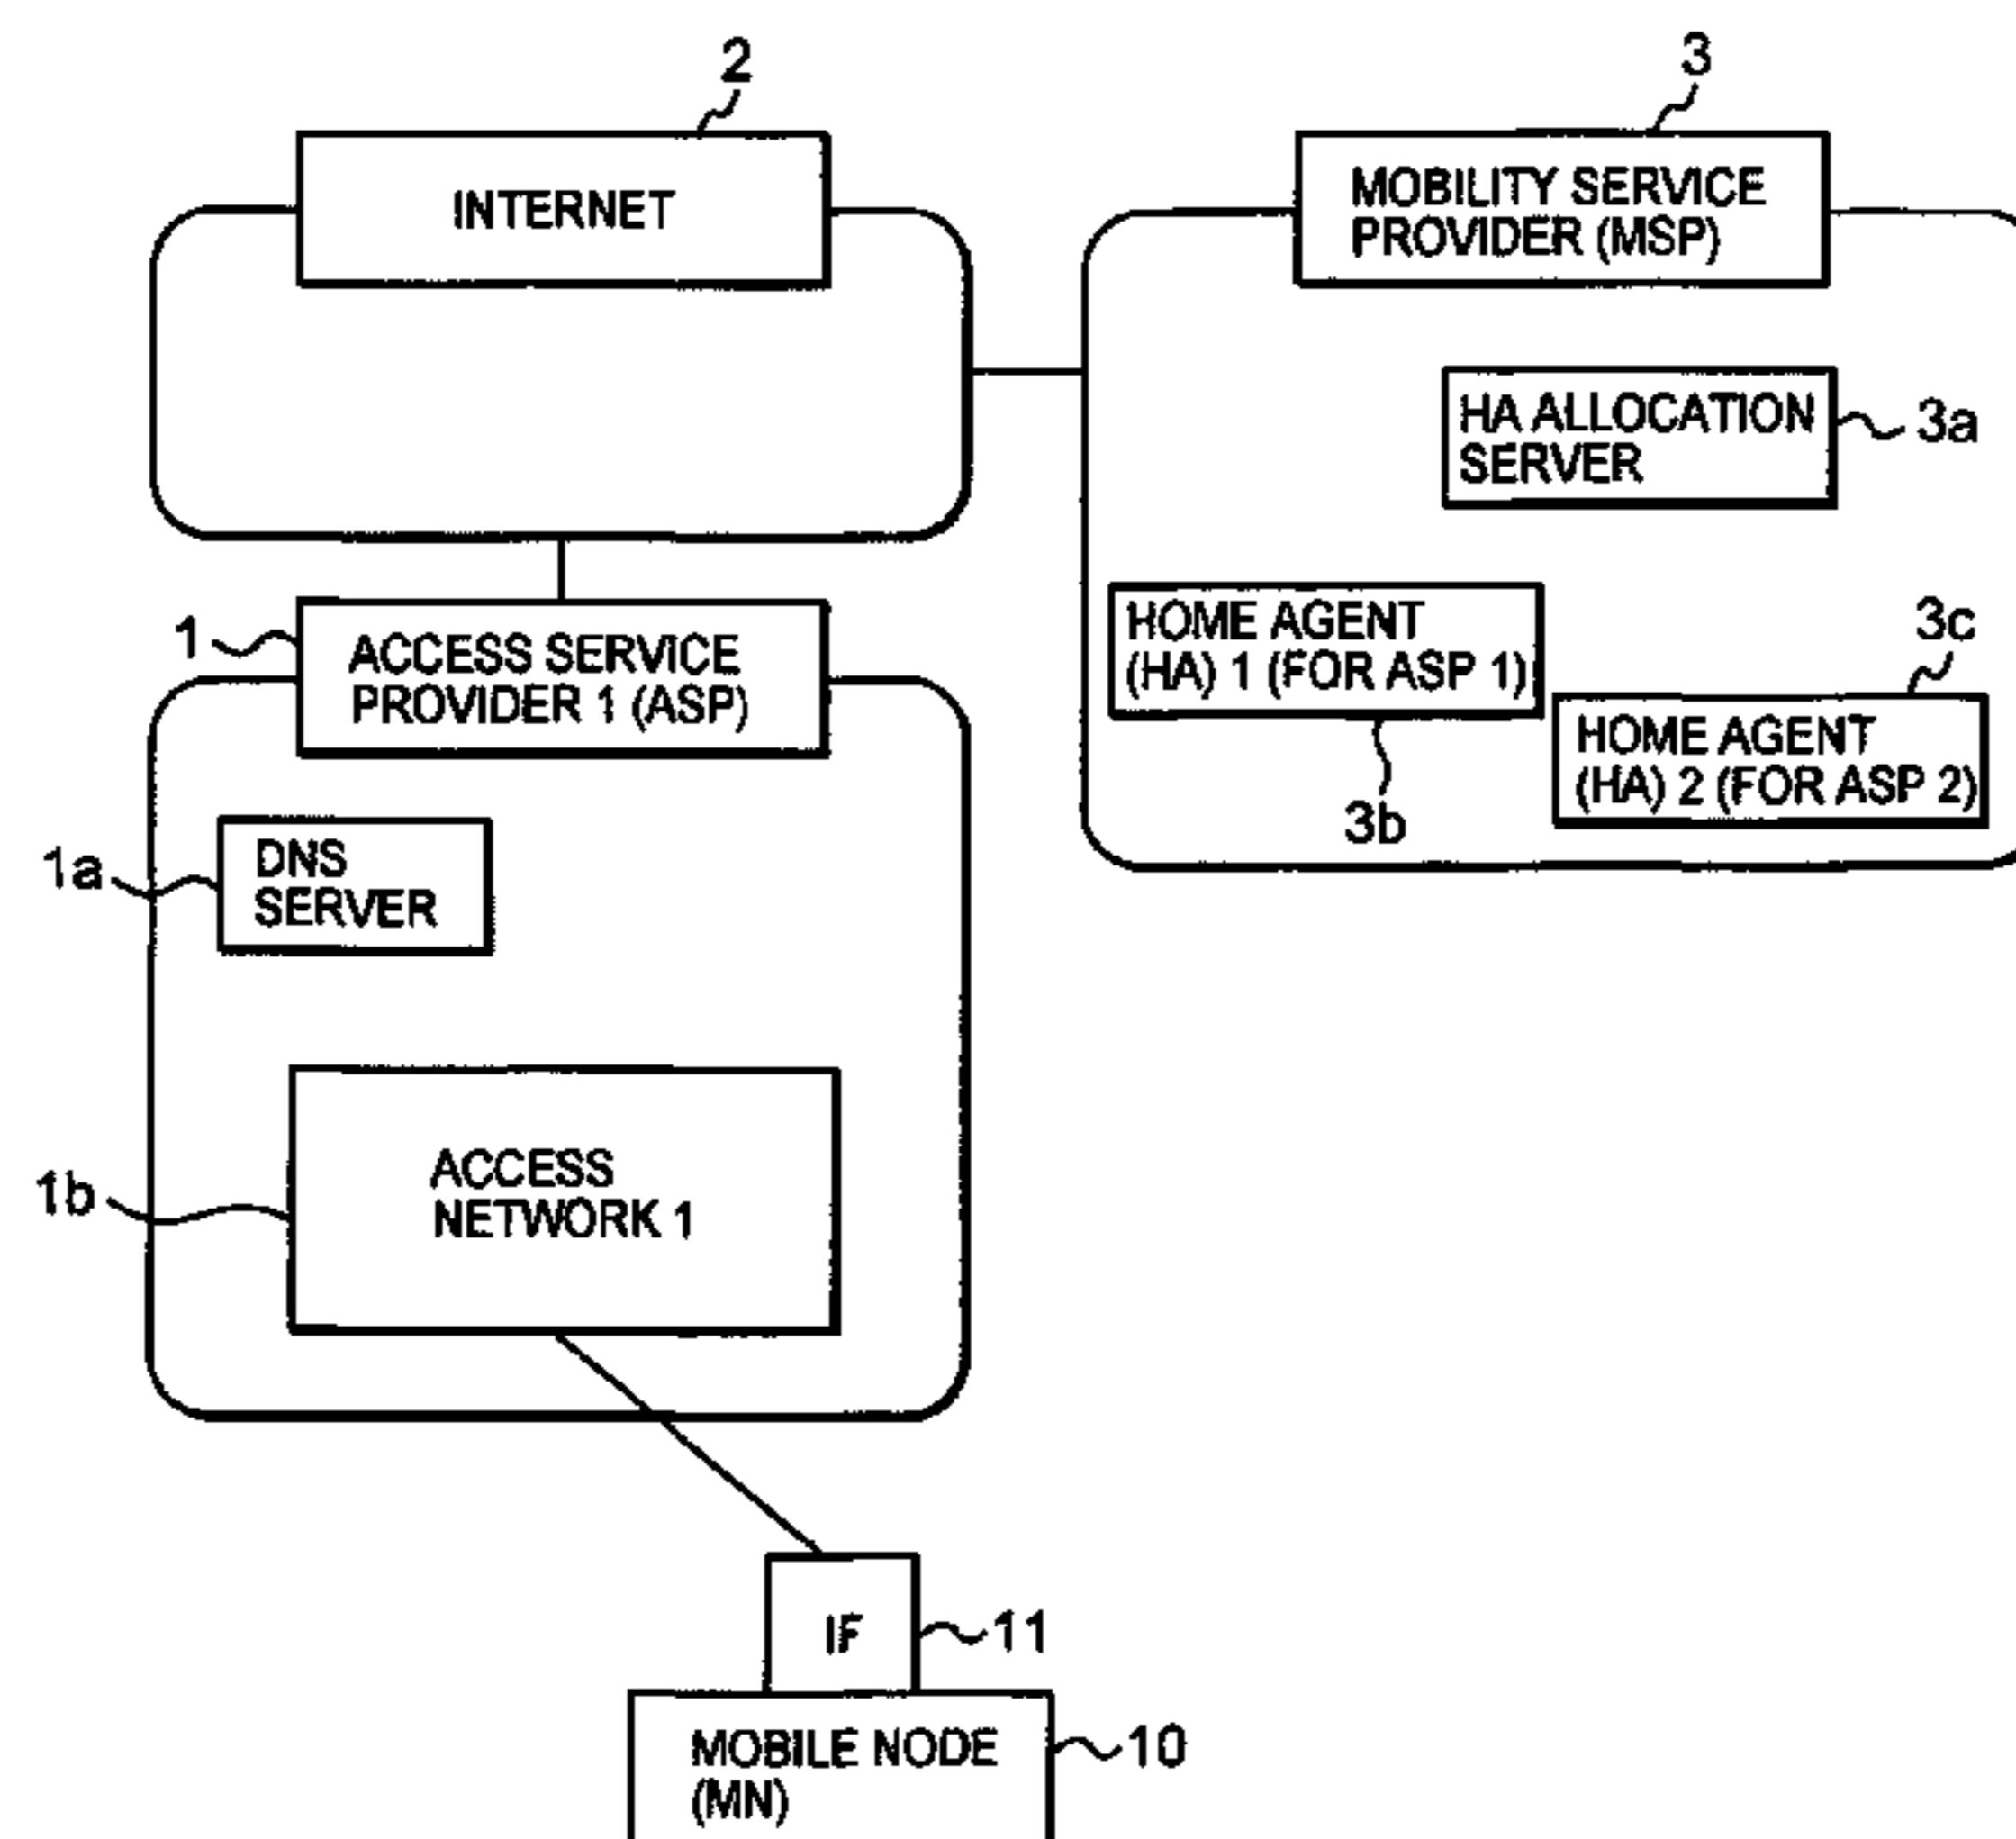 2
INTERNET
3
MOBILITY SERVICE
PROVIDER (MSP)
HA ALLOCATION
SERVER
3a
HOME AGENT
(HA) 1 (FOR ASP 1)
3b
3c
HOME AGENT
(HA) 2 (FOR ASP 2)
1
ACCESS SERVICE
PROVIDER 1 (ASP)
1a
DNS
SERVER
1b
ACCESS
NETWORK 1
IF
11
MOBILE NODE
(MN)
10